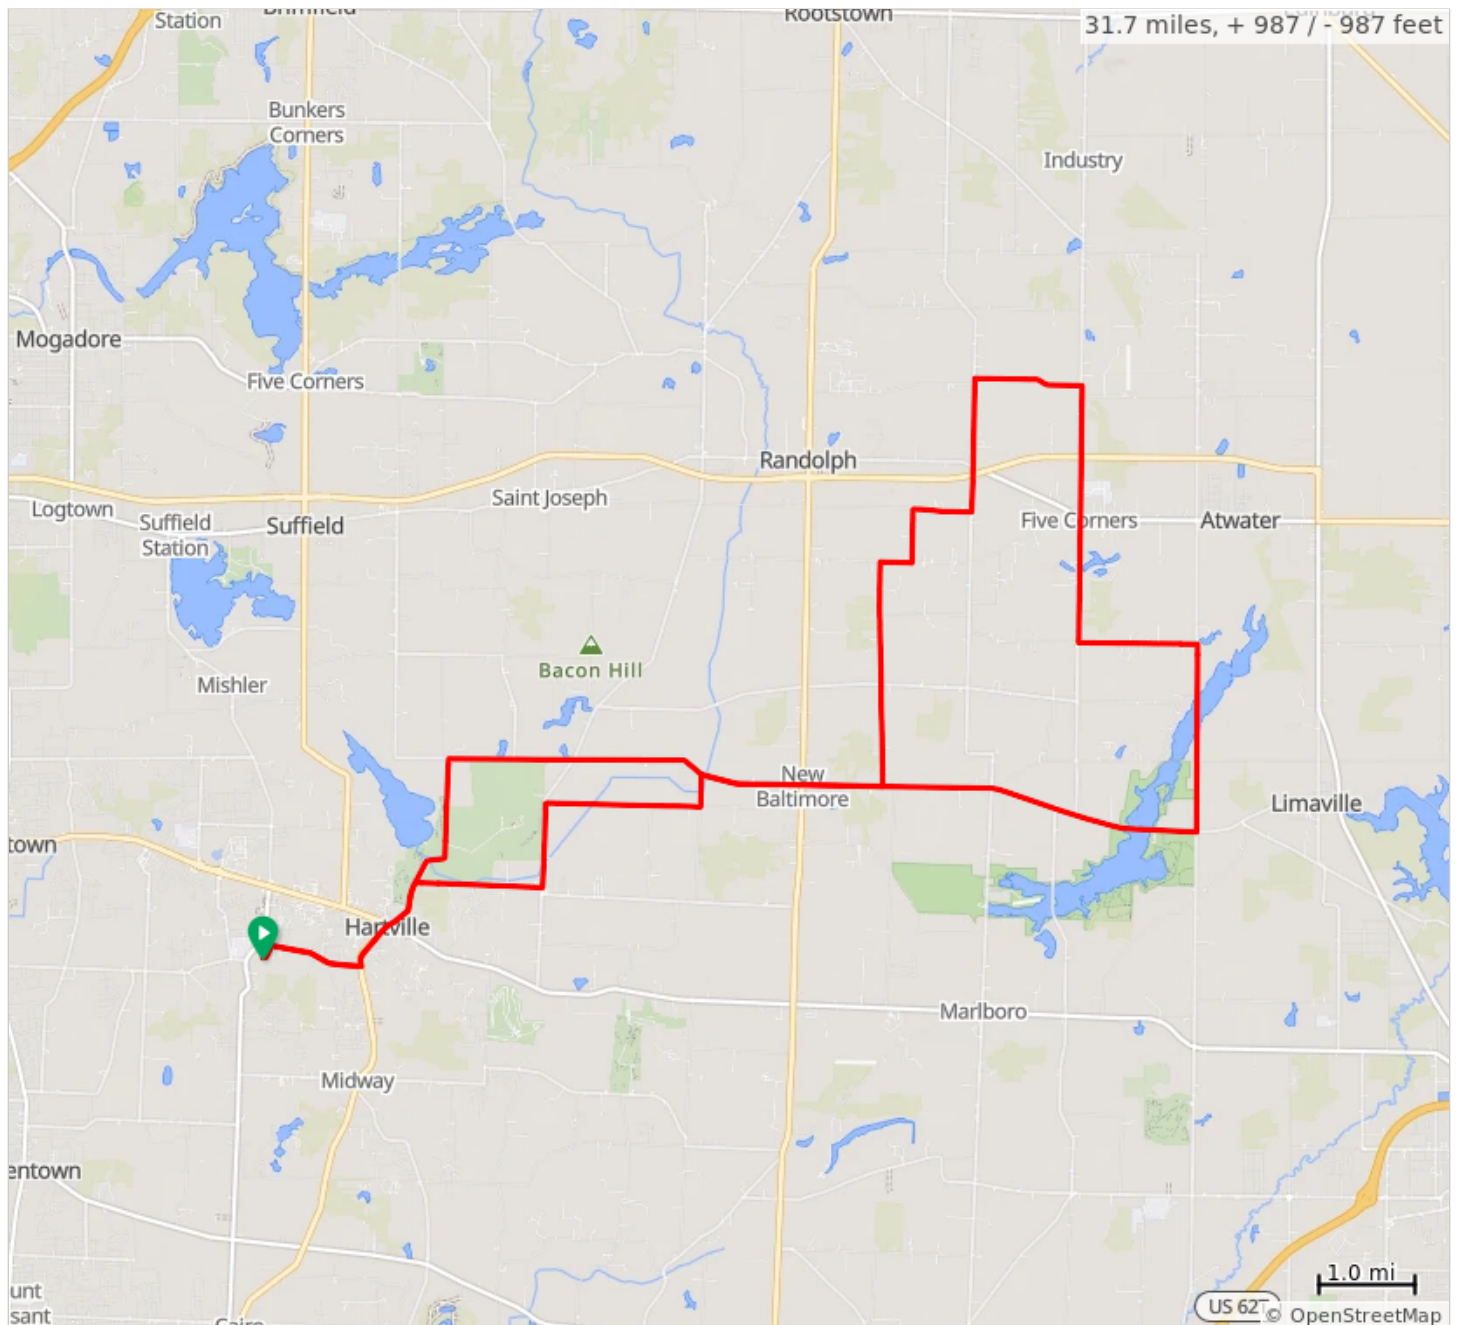 Rootstown
Station
31.7 miles, + 987 / - 987 feet
Bunkers
Corners
Industry
Mogadore
Five Corners
Randolph
Saint Joseph
Logtown
Suffield
Station
Suffield
Five Corners
Atwater
Bacon Hill
Mishler
New
Baltimore
Limaville
town
Hartville
Marlboro
Midway
entown
1.0 mi
unt
sant
US 62
© OpenStreetMap